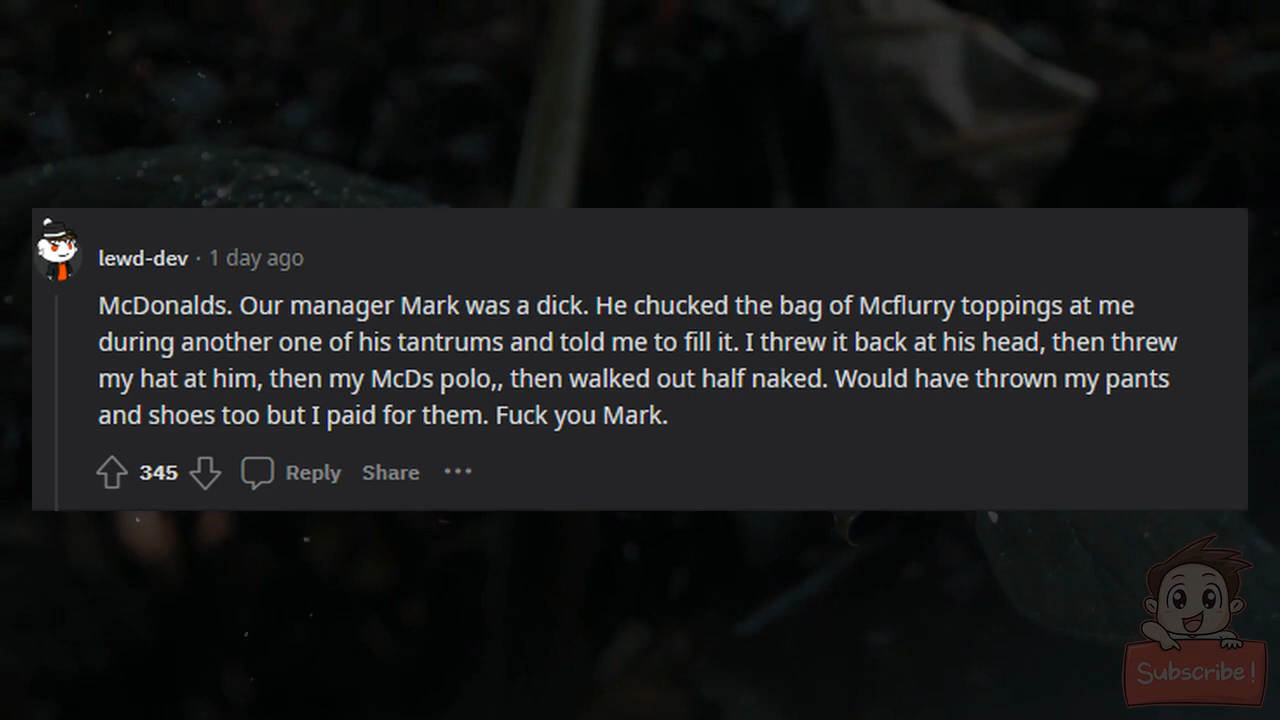 lewd-dev · 1 day ago
McDonalds. Our manager Mark was a dick. He chucked the bag of Mcflurry toppings at me
during another one of his tantrums and told me to fill it. I threw it back at his head, then threw
my hat at him, then my McDs polo,, then walked out half naked. Would have thrown my pants
and shoes too but I paid for them. Fuck you Mark.
345 Reply Share ···
Subscribe!